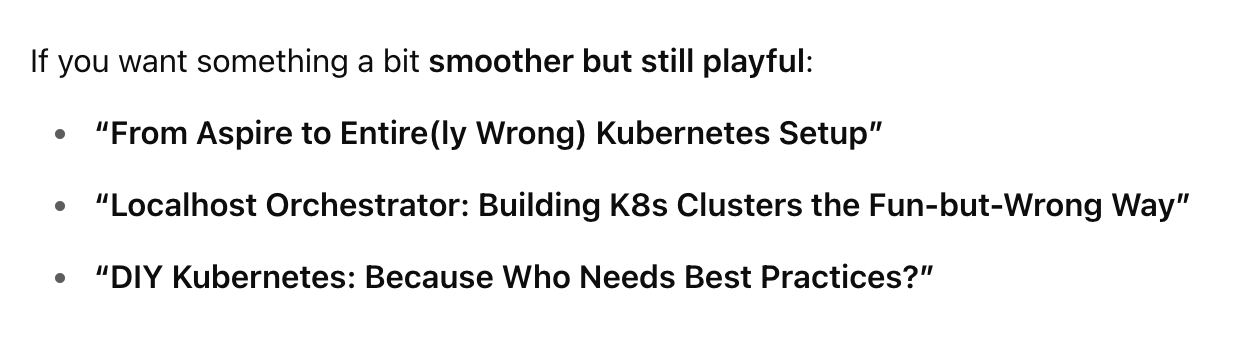 If you want something a bit smoother but still playful:
• “From Aspire to Entire(ly Wrong) Kubernetes Setup”
• “Localhost Orchestrator: Building K8s Clusters the Fun-but-Wrong Way”
• “DIY Kubernetes: Because Who Needs Best Practices?”